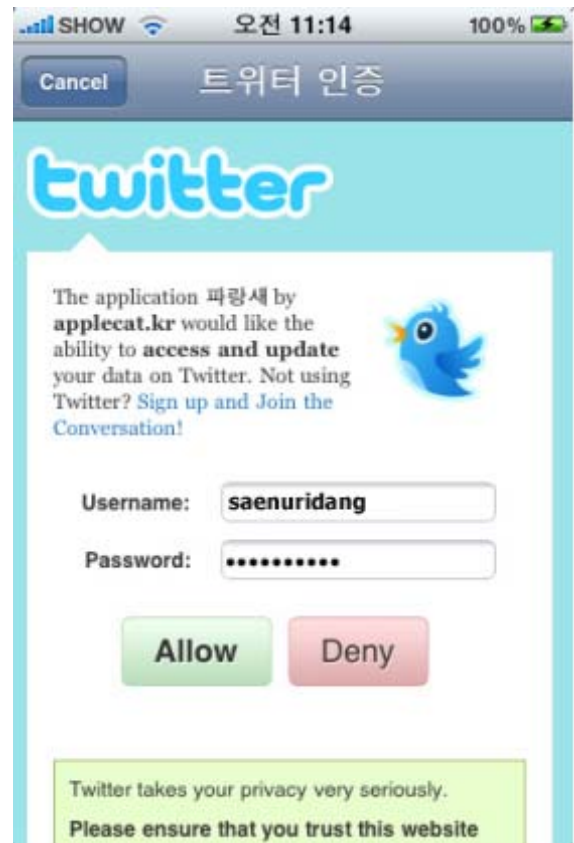 SHOW 오전 11:14 100%
Cancel 트위터 인증
twitter
The application 파랑새 by
applecat.kr would like the
ability to access and update
your data on Twitter. Not using
Twitter? Sign up and Join the
Conversation!
Username: saenuridang
Password: ••••••••••
Allow Deny
Twitter takes your privacy very seriously.
Please ensure that you trust this website